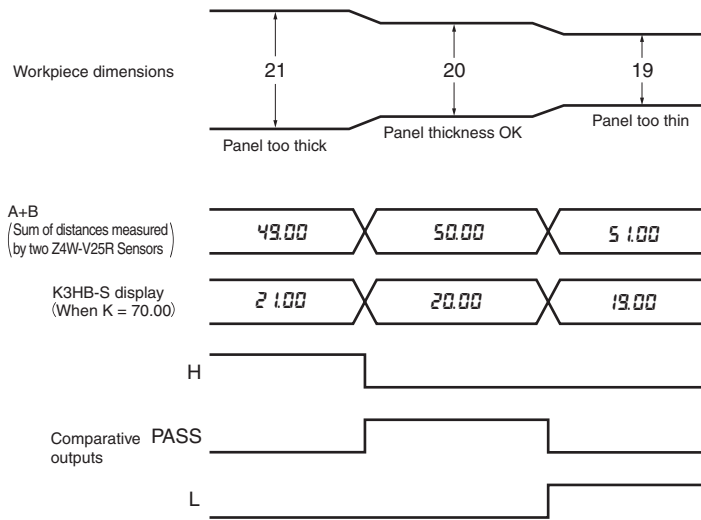 Workpiece dimensions
21
20
19
Panel too thick
Panel thickness OK
Panel too thin
A+B
(Sum of distances measured
by two Z4W-V25R Sensors)
49.00
50.00
51.00
K3HB-S display
(When K = 70.00)
21.00
20.00
19.00
H
Comparative
outputs
PASS
L